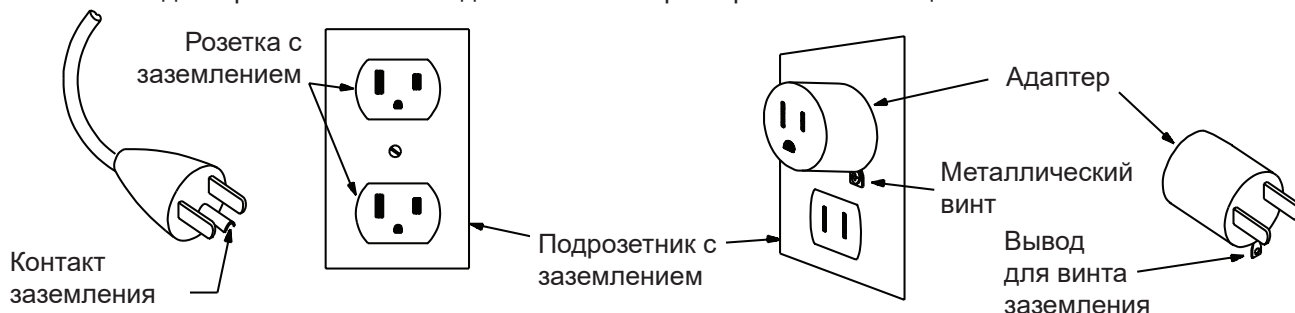 Розетка с
заземлением
Контакт
заземления
Подрозетник с
заземлением
Адаптер
Металлический
винт
Вывод
для винта
заземления